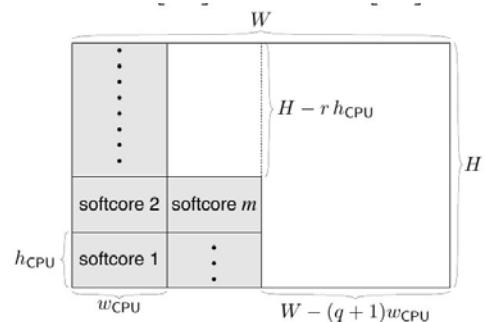 W
H − r h_CPU
H
softcore 2 softcore m
h_CPU
softcore 1
w_CPU
W − (q + 1)w_CPU